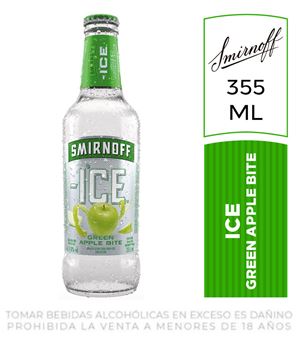 Smirnoff
355
ML
-ICE-
SMIRNOFF
-ICE-
GREEN
APPLE BITE
ICE
GREEN APPLE BITE
TOMAR BEBIDAS ALCOHÓLICAS EN EXCESO ES DAÑINO
PROHIBIDA LA VENTA A MENORES DE 18 AÑOS